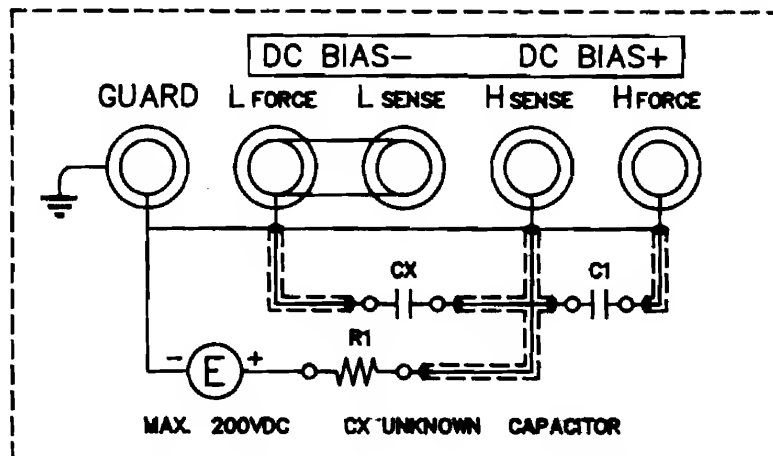 DC BIAS- DC BIAS+
GUARD L FORCE L SENSE H SENSE H FORCE
CX C1
R1
- E +
MAX. 200VDC CX UNKNOWN CAPACITOR